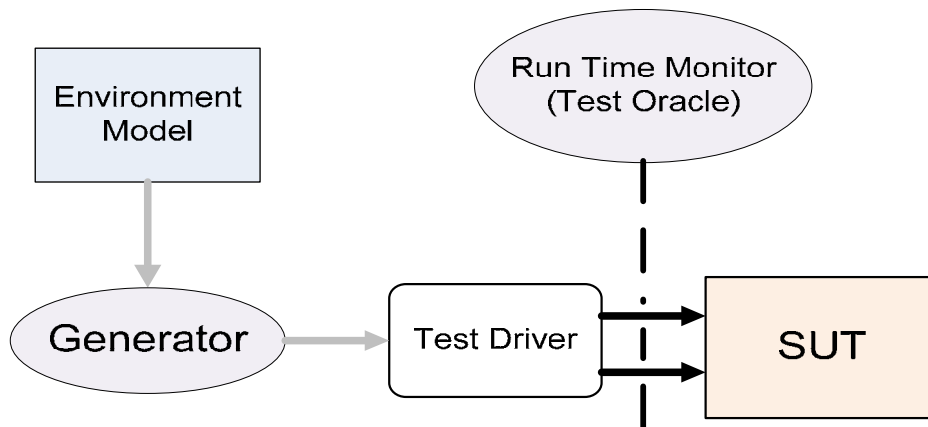 Environment
Model
Run Time Monitor
(Test Oracle)
Generator
Test Driver
SUT